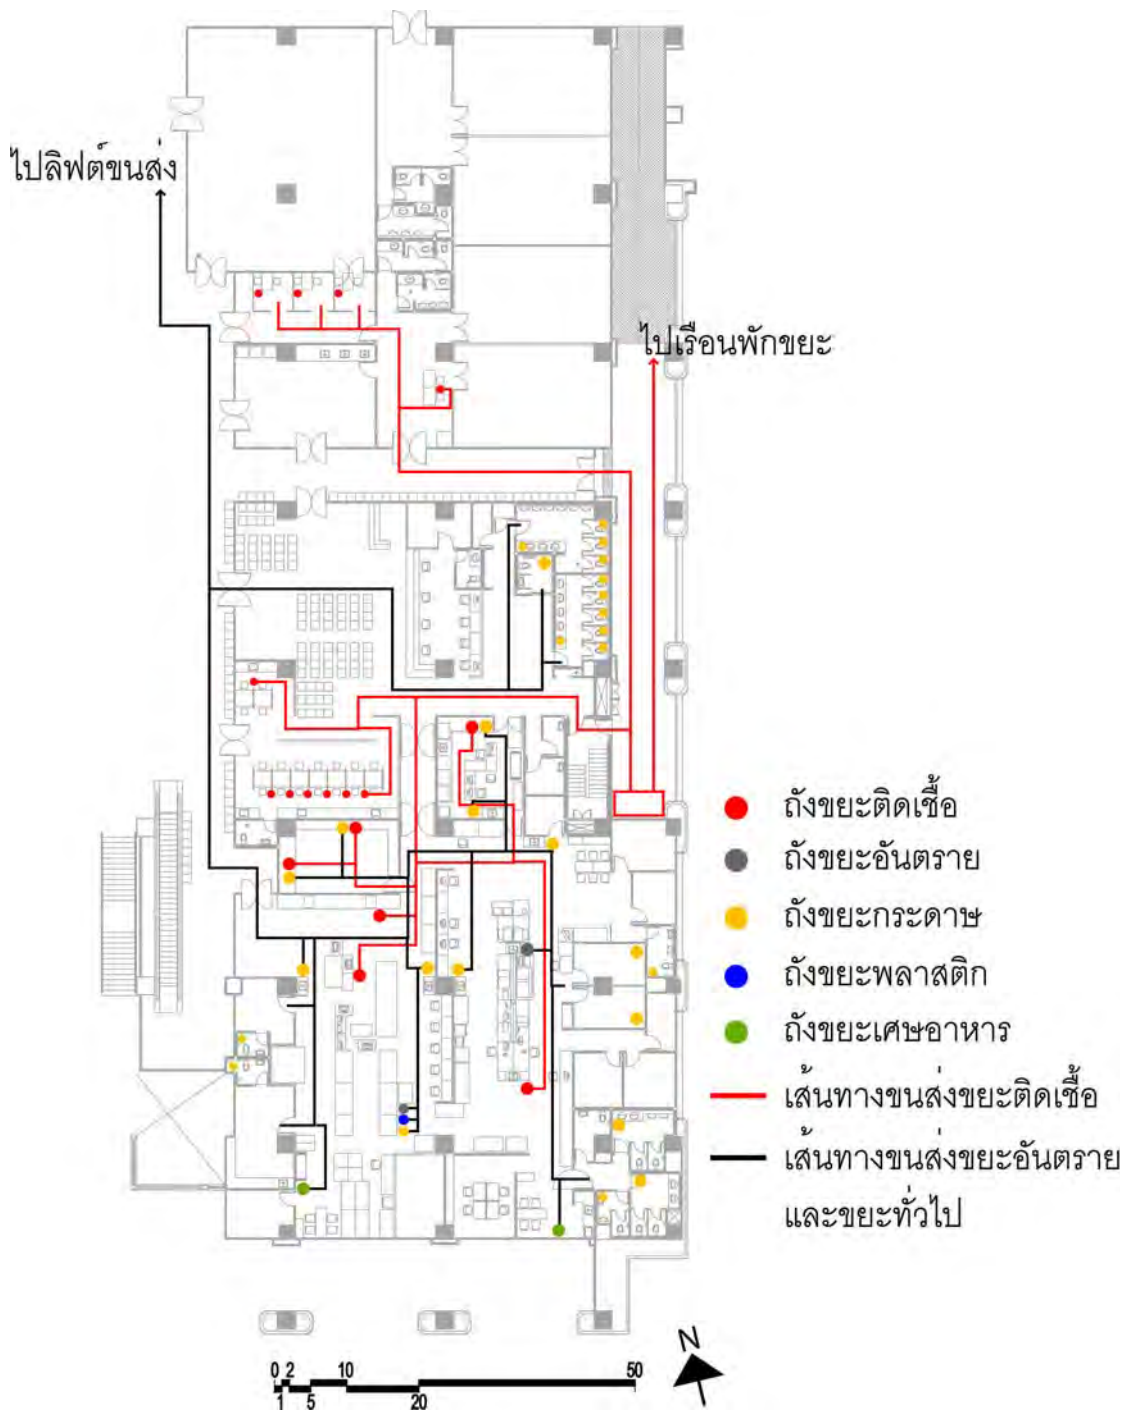 ไปลิฟต์ขนส่ง
ไปเรือนพักขยะ
ถังขยะติดเชื้อ
ถังขยะอันตราย
ถังขยะกระดาษ
ถังขยะพลาสติก
ถังขยะเศษอาหาร
เส้นทางขนส่งขยะติดเชื้อ
เส้นทางขนส่งขยะอันตราย
และขยะทั่วไป
N
0 2 10 50
1 5 20